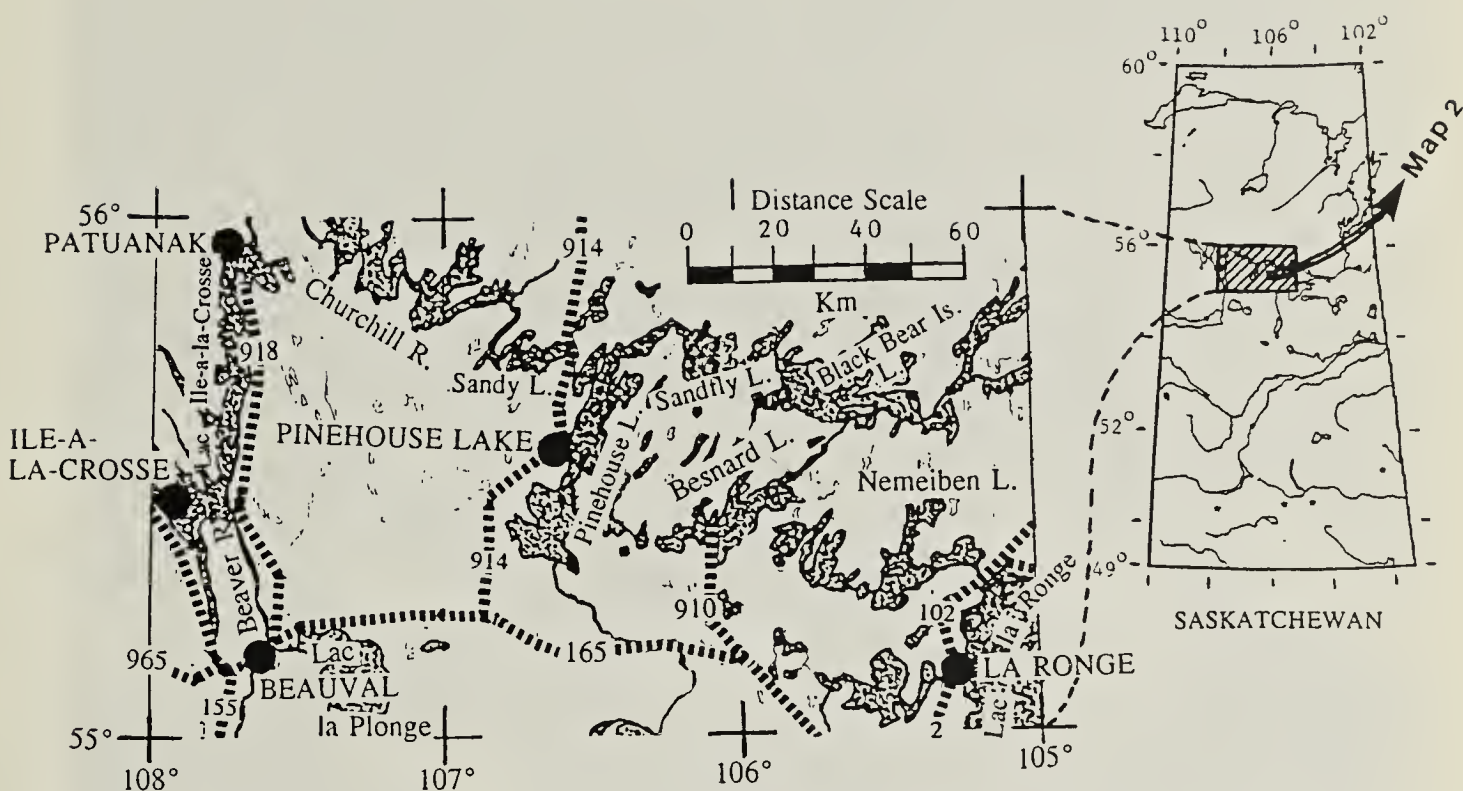 110° 106° 102°
60°
Map 2
56°
52°
49°
SASKATCHEWAN
Distance Scale
0 20 40 60
Km
56°
PATUANAK
914
Churchill R.
Lac Ile-a-la-Crosse
918
Black Bear Is. L.
Sandy L.
Sandfly L.
ILE-A-
LA-CROSSE
PINEHOUSE LAKE
Pinehouse L.
Besnard L.
Nemeiben L.
Beaver R.
914
910
102
Lac la Ronge
965
165
Lac
la Plonge
LA RONGE
BEAUVAL
155
2
55°
108° 107° 106° 105°